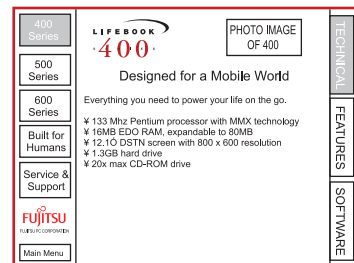 400
Series
500
Series
600
Series
Built for
Humans
Service &
Support
FUJITSU
FUJITSU PC CORPORATION
Main Menu
LIFEBOOK
400
PHOTO IMAGE
OF 400
Designed for a Mobile World
Everything you need to power your life on the go.
¥ 133 Mhz Pentium processor with MMX technology
¥ 16MB EDO RAM, expandable to 80MB
¥ 12.1Ó DSTN screen with 800 x 600 resolution
¥ 1.3GB hard drive
¥ 20x max CD-ROM drive
TECHNICAL
FEATURES
SOFTWARE